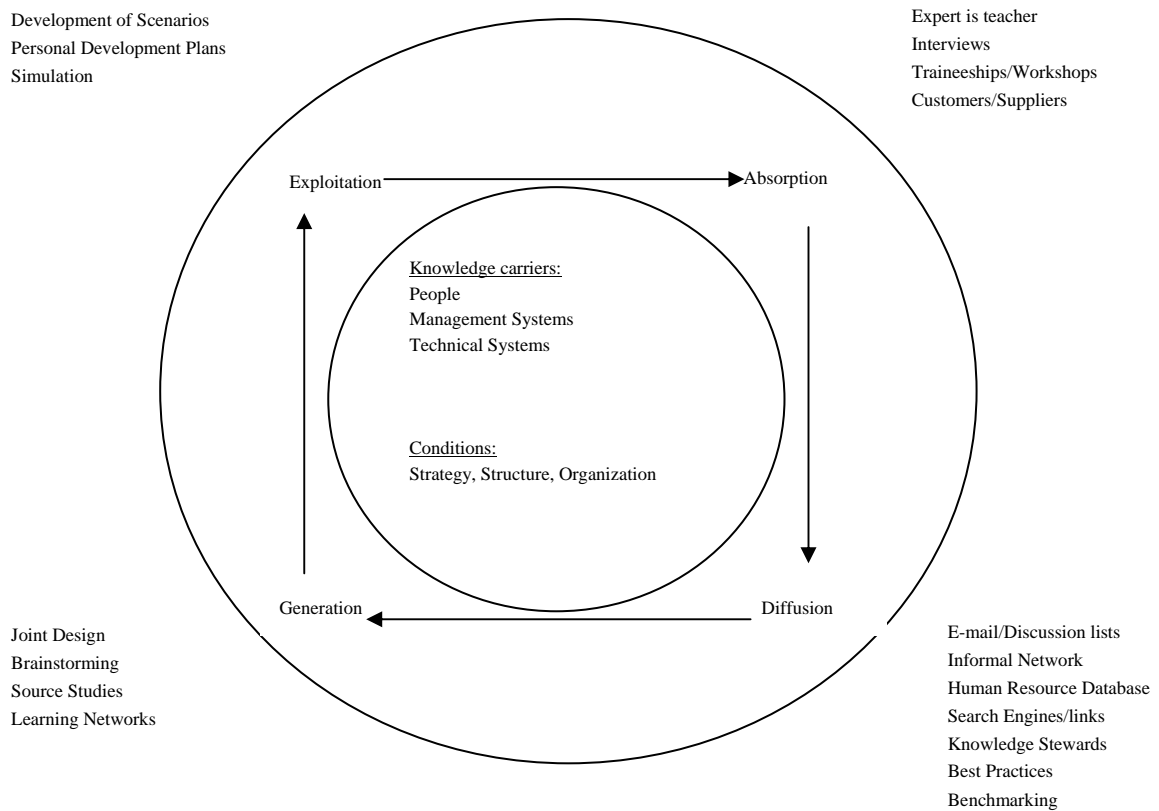 Development of Scenarios
Personal Development Plans
Simulation
Expert is teacher
Interviews
Traineeships/Workshops
Customers/Suppliers
Exploitation
Absorption
Knowledge carriers:
People
Management Systems
Technical Systems
Conditions:
Strategy, Structure, Organization
Generation
Diffusion
Joint Design
Brainstorming
Source Studies
Learning Networks
E-mail/Discussion lists
Informal Network
Human Resource Database
Search Engines/links
Knowledge Stewards
Best Practices
Benchmarking